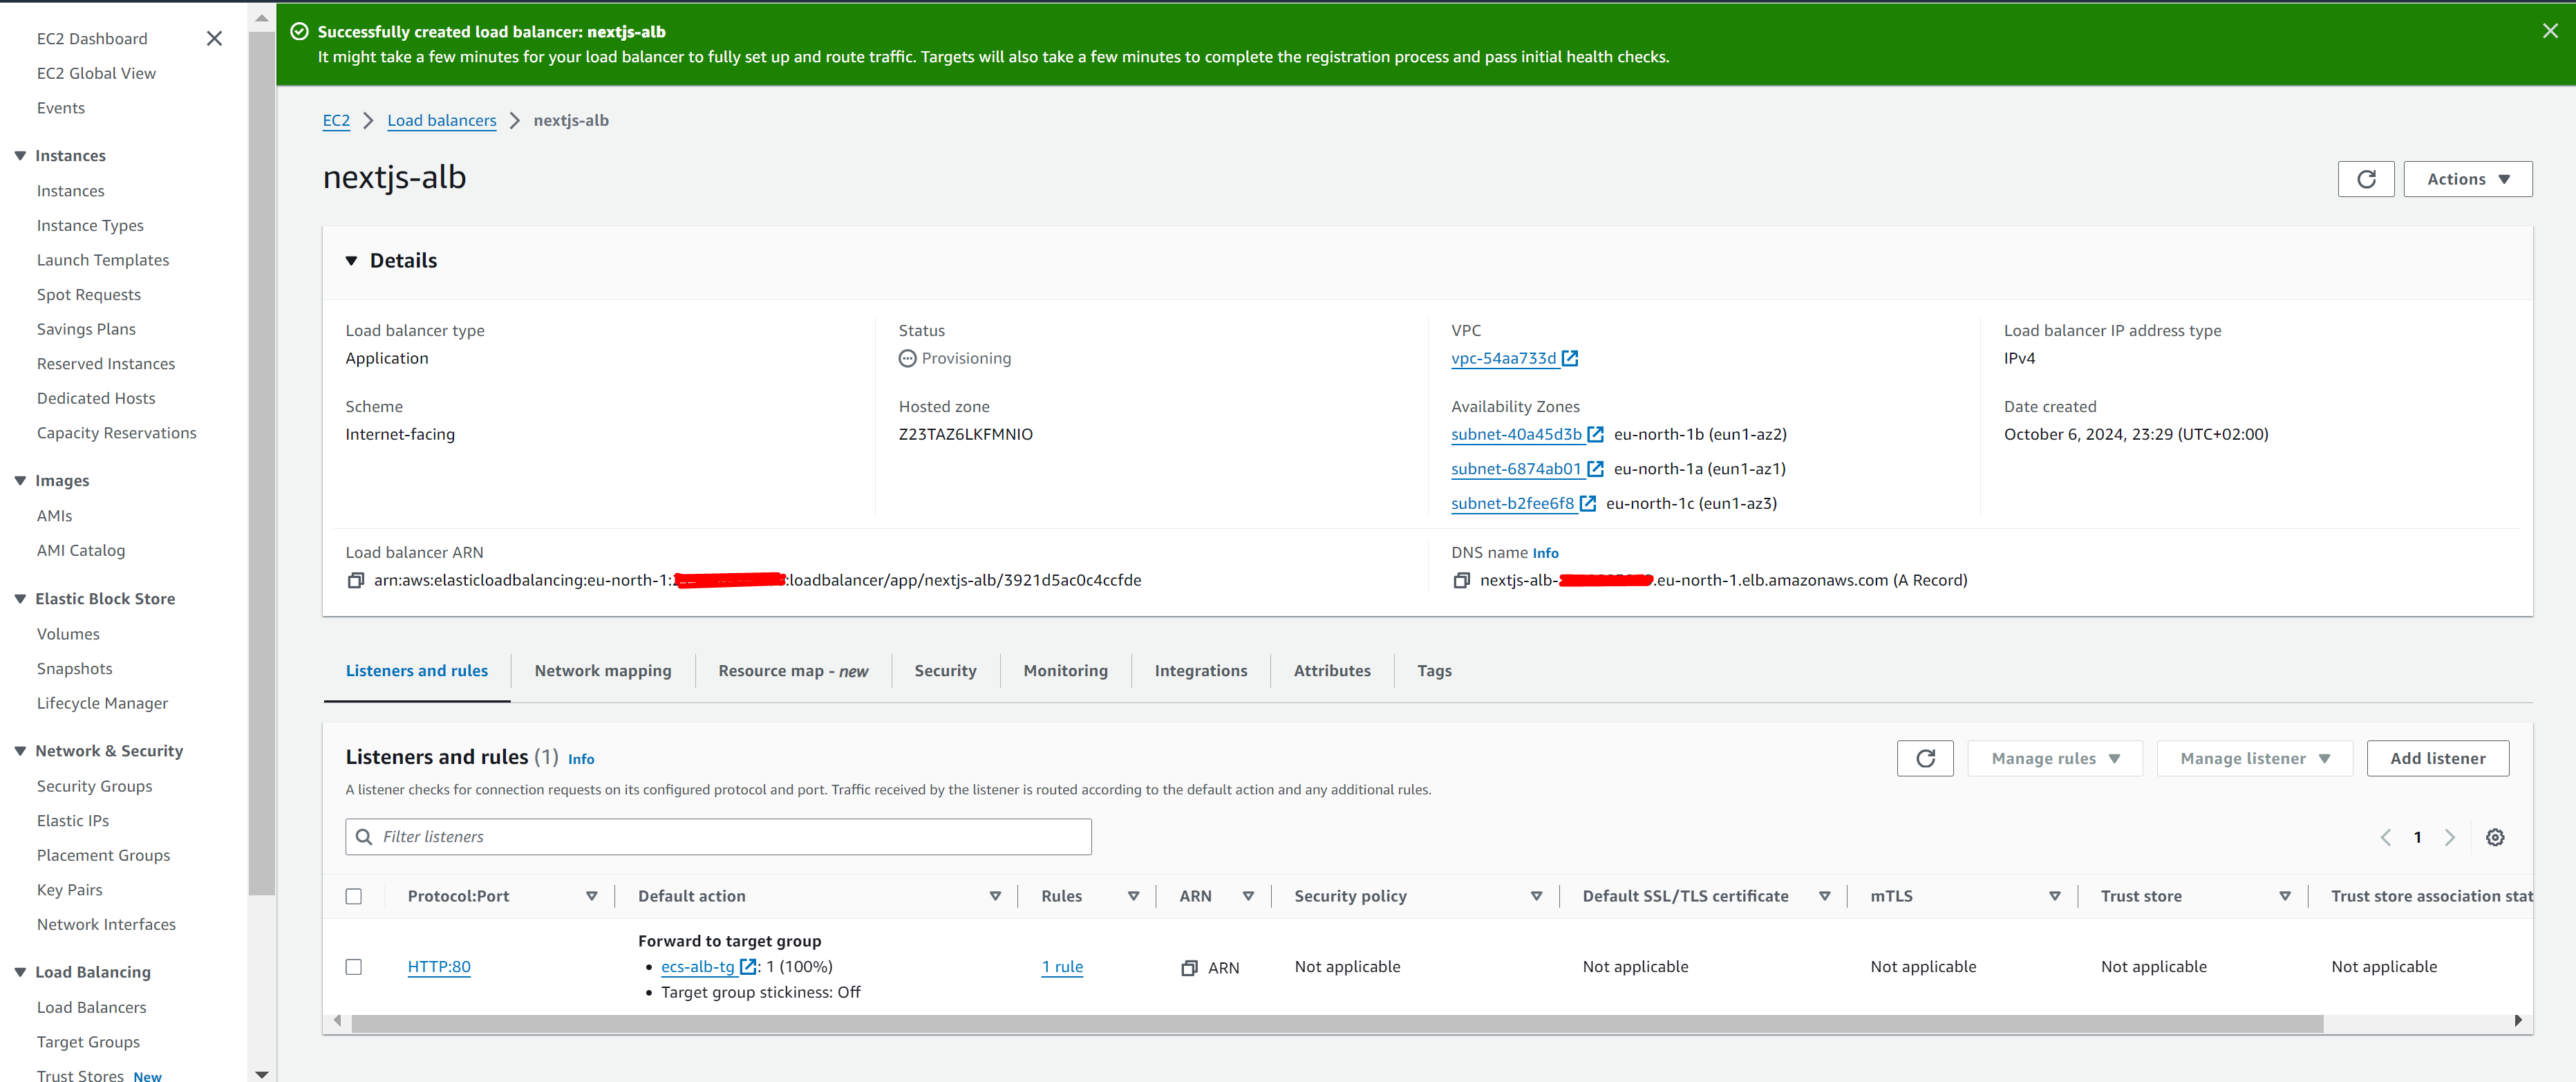 EC2 Dashboard
EC2 Global View
Events
Instances
Instances
Instance Types
Launch Templates
Spot Requests
Savings Plans
Reserved Instances
Dedicated Hosts
Capacity Reservations
Images
AMIs
AMI Catalog
Elastic Block Store
Volumes
Snapshots
Lifecycle Manager
Network & Security
Security Groups
Elastic IPs
Placement Groups
Key Pairs
Network Interfaces
Load Balancing
Load Balancers
Target Groups
Trust Stores New
Successfully created load balancer: nextjs-alb
It might take a few minutes for your load balancer to fully set up and route traffic. Targets will also take a few minutes to complete the registration process and pass initial health checks.
EC2 > Load balancers > nextjs-alb
nextjs-alb
Actions
Details
Load balancer type
Application
Status
Provisioning
VPC
vpc-54aa733d
Load balancer IP address type
IPv4
Scheme
Internet-facing
Hosted zone
Z23TAZ6LKFMNIO
Availability Zones
subnet-40a45d3b eu-north-1b (eun1-az2)
subnet-6874ab01 eu-north-1a (eun1-az1)
subnet-b2fee6f8 eu-north-1c (eun1-az3)
Date created
October 6, 2024, 23:29 (UTC+02:00)
Load balancer ARN
arn:aws:elasticloadbalancing:eu-north-1: :loadbalancer/app/nextjs-alb/3921d5ac0c4ccfde
DNS name Info
nextjs-alb- .eu-north-1.elb.amazonaws.com (A Record)
Listeners and rules Network mapping Resource map - new Security Monitoring Integrations Attributes Tags
Listeners and rules (1) Info
Manage rules Manage listener Add listener
A listener checks for connection requests on its configured protocol and port. Traffic received by the listener is routed according to the default action and any additional rules.
Filter listeners
1
Protocol:Port Default action Rules ARN Security policy Default SSL/TLS certificate mTLS Trust store Trust store association stat
Forward to target group
HTTP:80 • ecs-alb-tg : 1 (100%) 1 rule ARN Not applicable Not applicable Not applicable Not applicable Not applicable
• Target group stickiness: Off